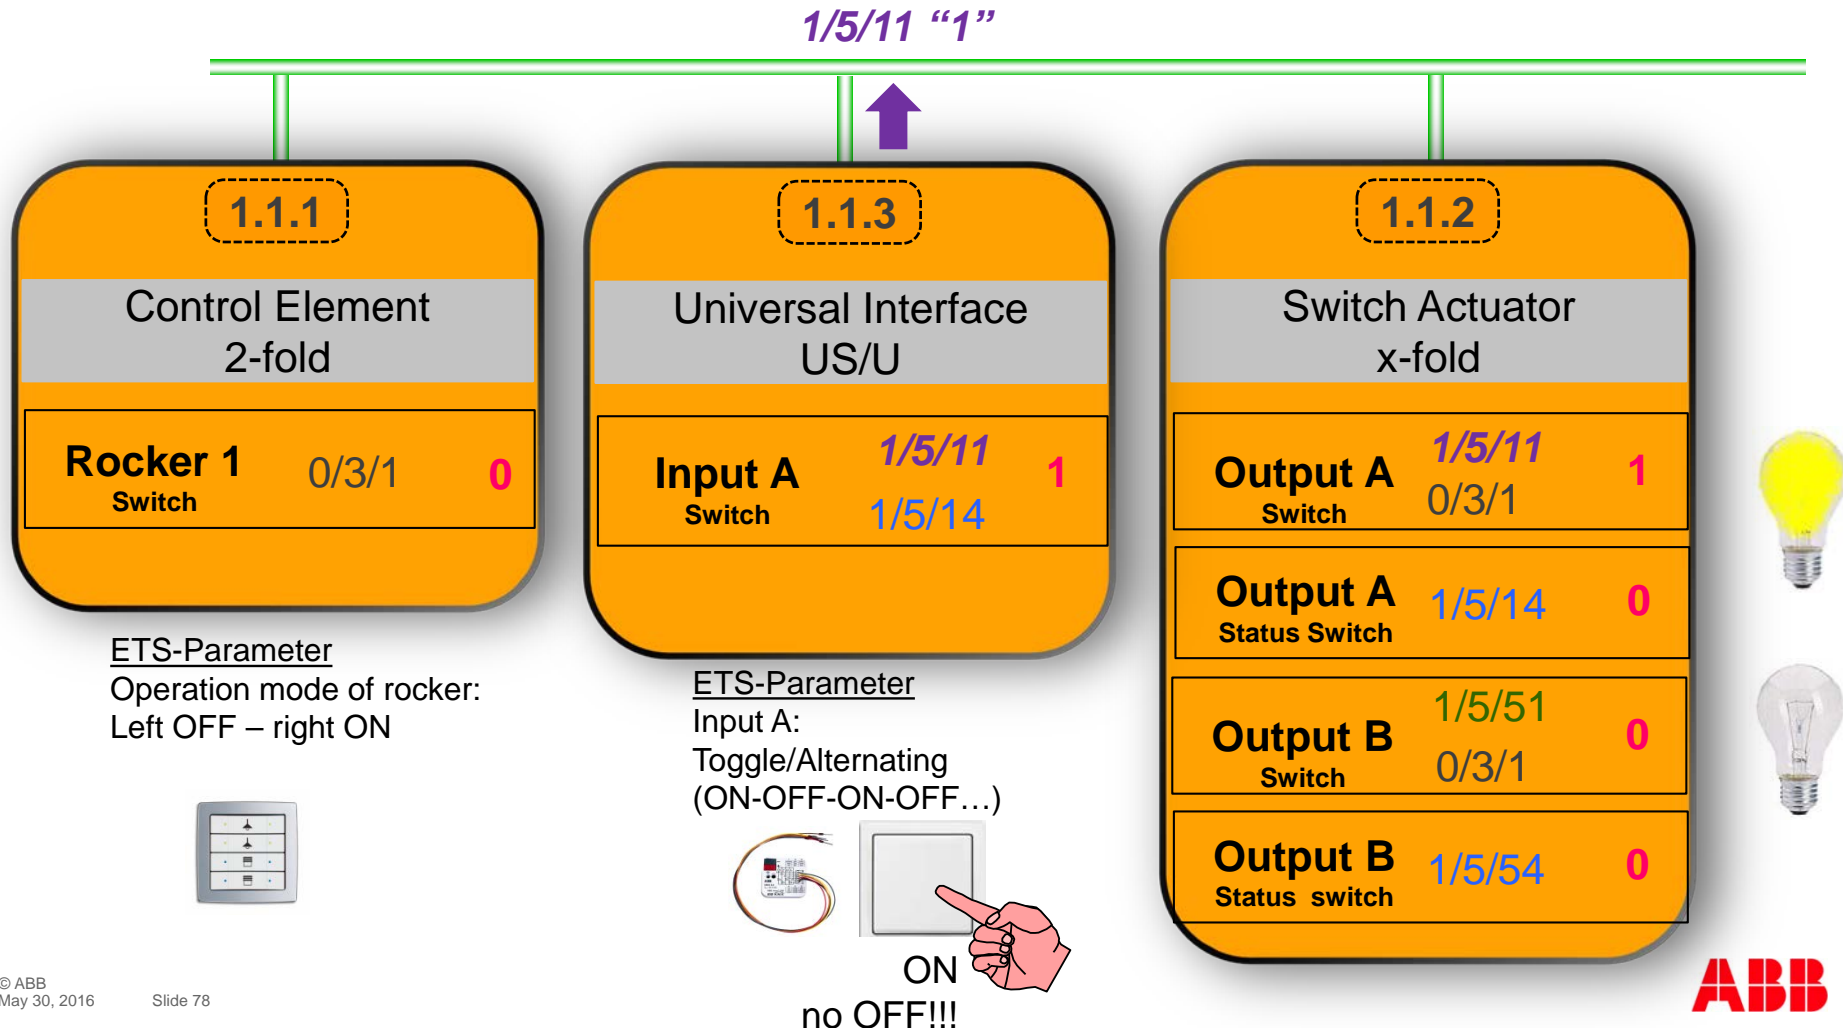 1/5/11 “1”
1.1.1
Control Element
2-fold
Rocker 1
Switch
0/3/1
0
ETS-Parameter
Operation mode of rocker:
Left OFF – right ON
1.1.3
Universal Interface
US/U
Input A
Switch
1/5/11
1/5/14
1
ETS-Parameter
Input A:
Toggle/Alternating
(ON-OFF-ON-OFF…)
ON
no OFF!!!
1.1.2
Switch Actuator
x-fold
Output A
Switch
1/5/11
0/3/1
1
Output A
Status Switch
1/5/14
0
Output B
Switch
1/5/51
0/3/1
0
Output B
Status switch
1/5/54
0
© ABB
May 30, 2016
Slide 78
ABB